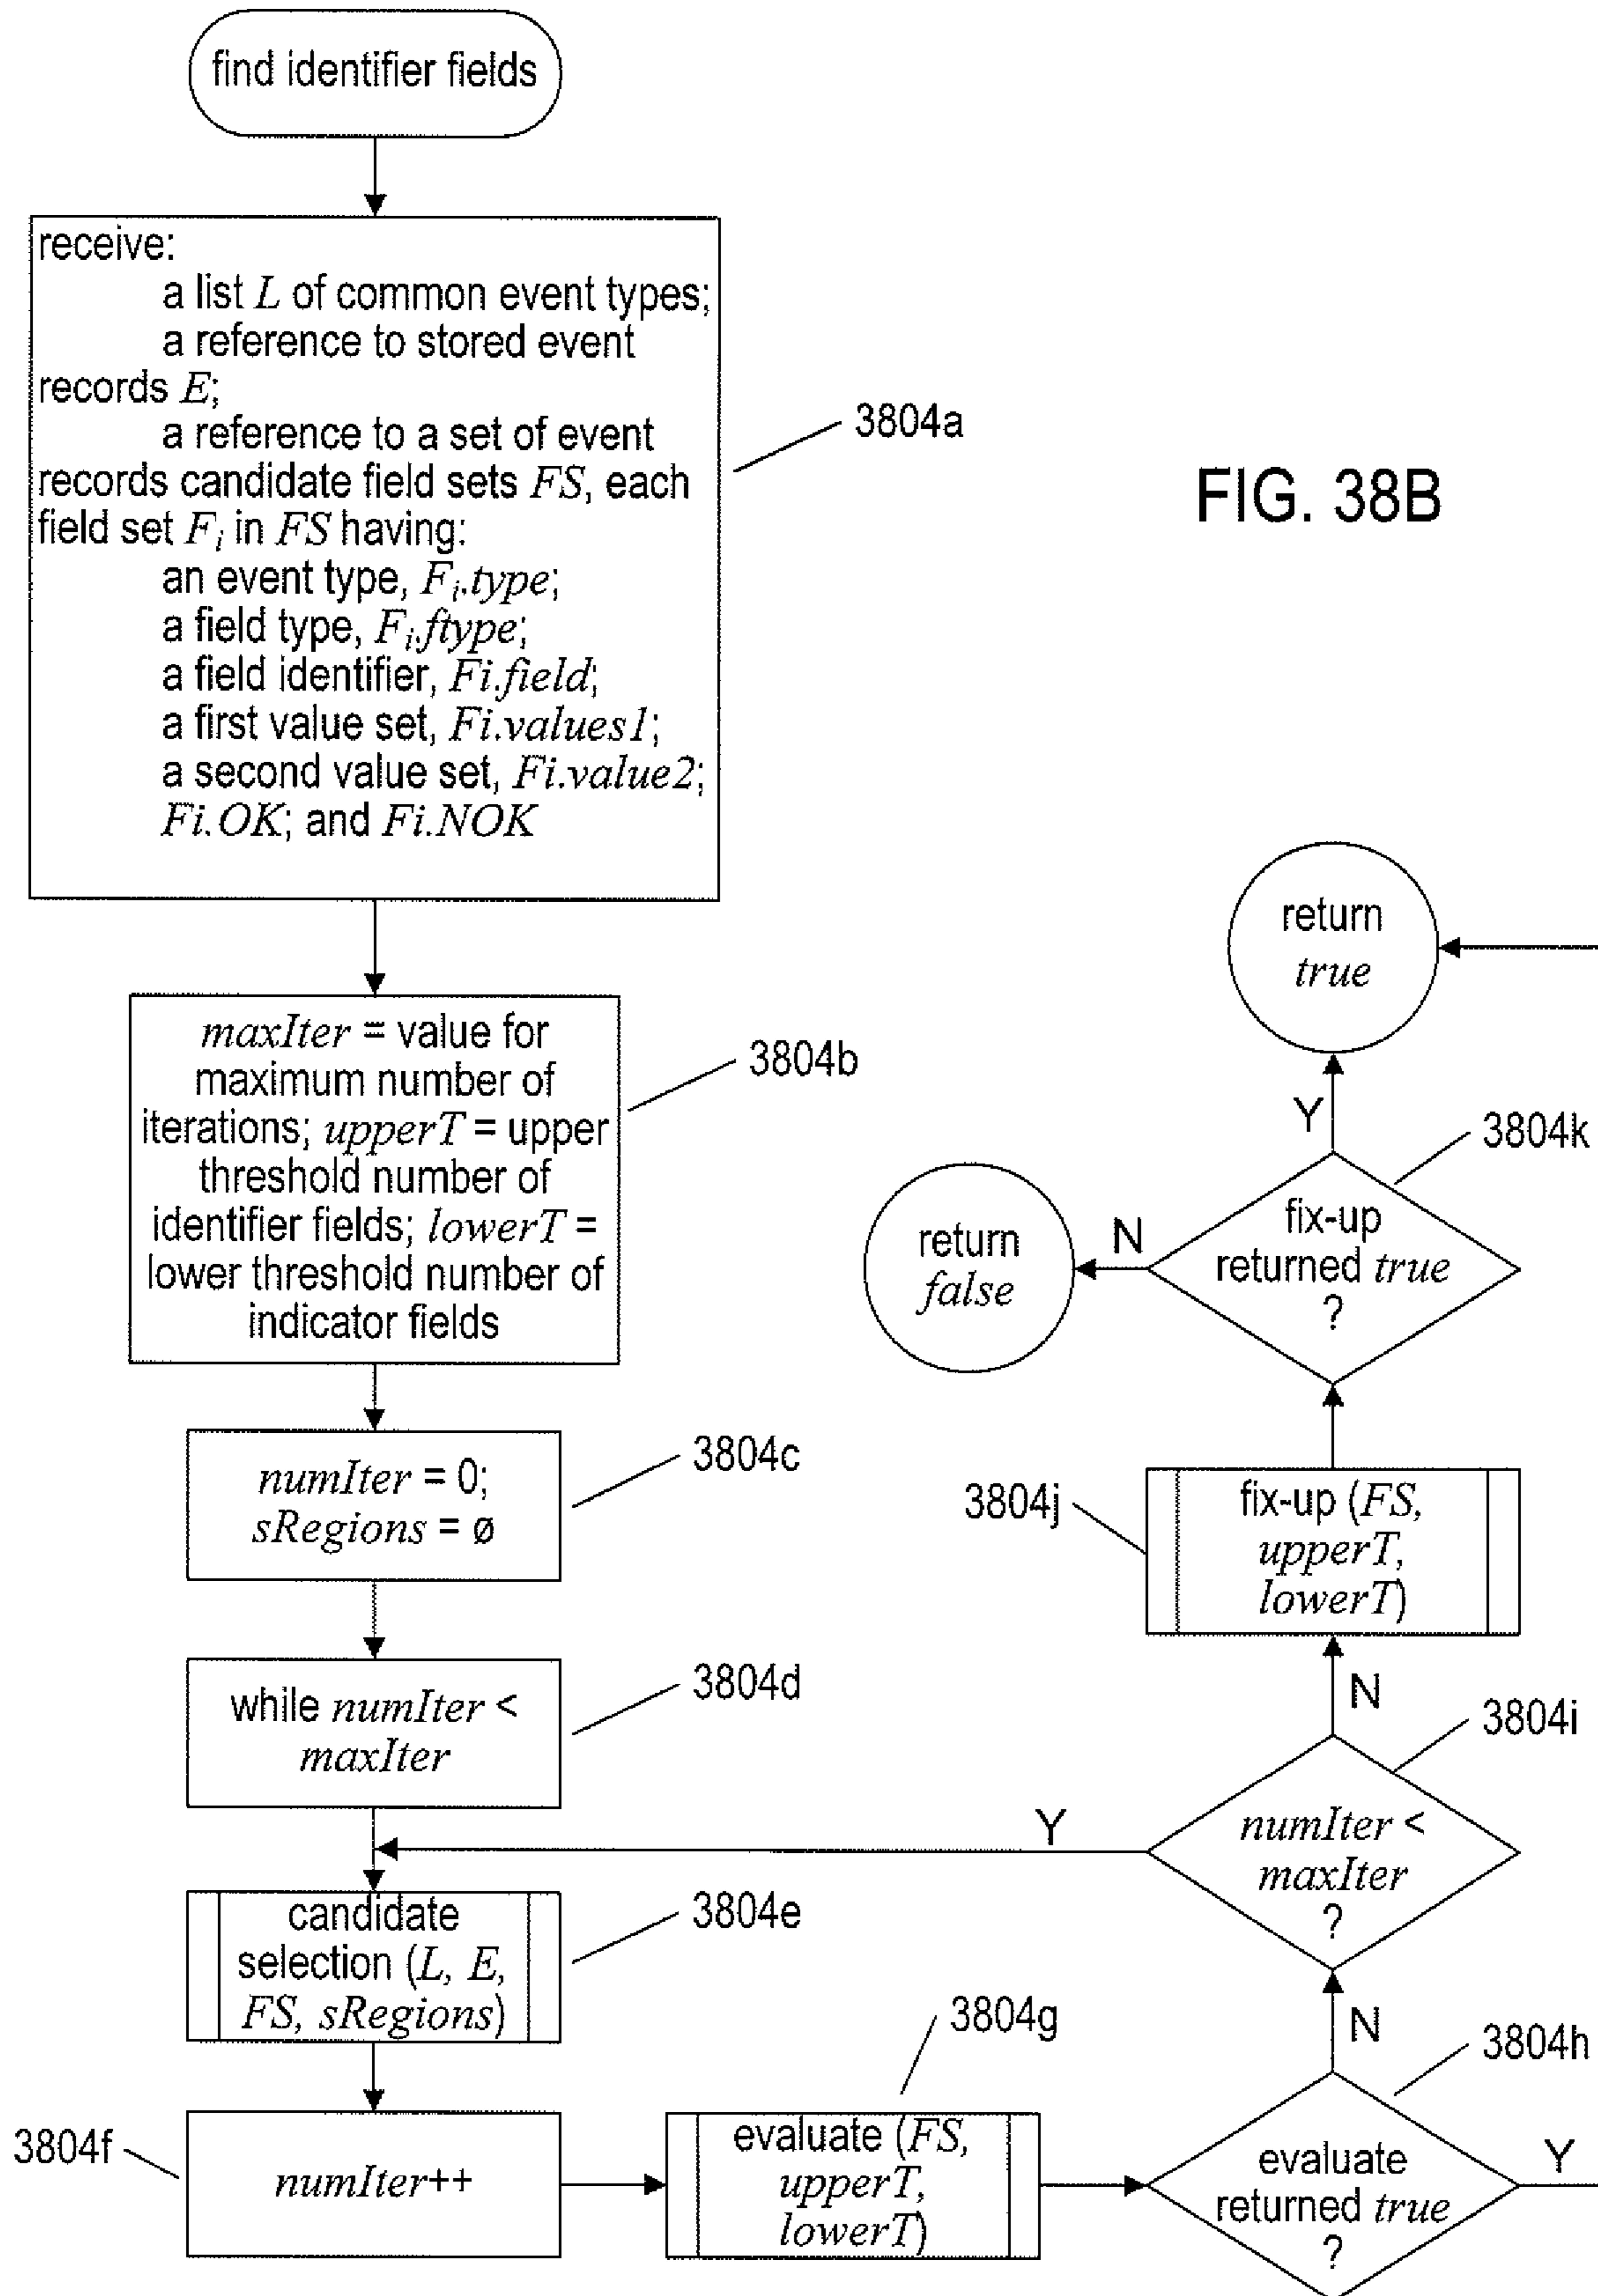 find identifier fields
receive:
a list L of common event types;
a reference to stored event
records E;
a reference to a set of event
records candidate field sets FS, each
field set Fi in FS having:
an event type, Fi.type;
a field type, Fi.ftype;
a field identifier, Fi.field;
a first value set, Fi.values1;
a second value set, Fi.value2;
Fi.OK; and Fi.NOK
3804a
FIG. 38B
maxIter = value for
maximum number of
iterations; upperT = upper
threshold number of
identifier fields; lowerT =
lower threshold number of
indicator fields
3804b
numIter = 0;
sRegions = ø
3804c
while numIter <
maxIter
3804d
candidate
selection (L, E,
FS, sRegions)
3804e
numIter++
3804f
evaluate (FS,
upperT,
lowerT)
3804g
evaluate
returned true
?
3804h
Y
N
numIter <
maxIter
?
3804i
Y
N
fix-up (FS,
upperT,
lowerT)
3804j
fix-up
returned true
?
3804k
N
return
false
Y
return
true